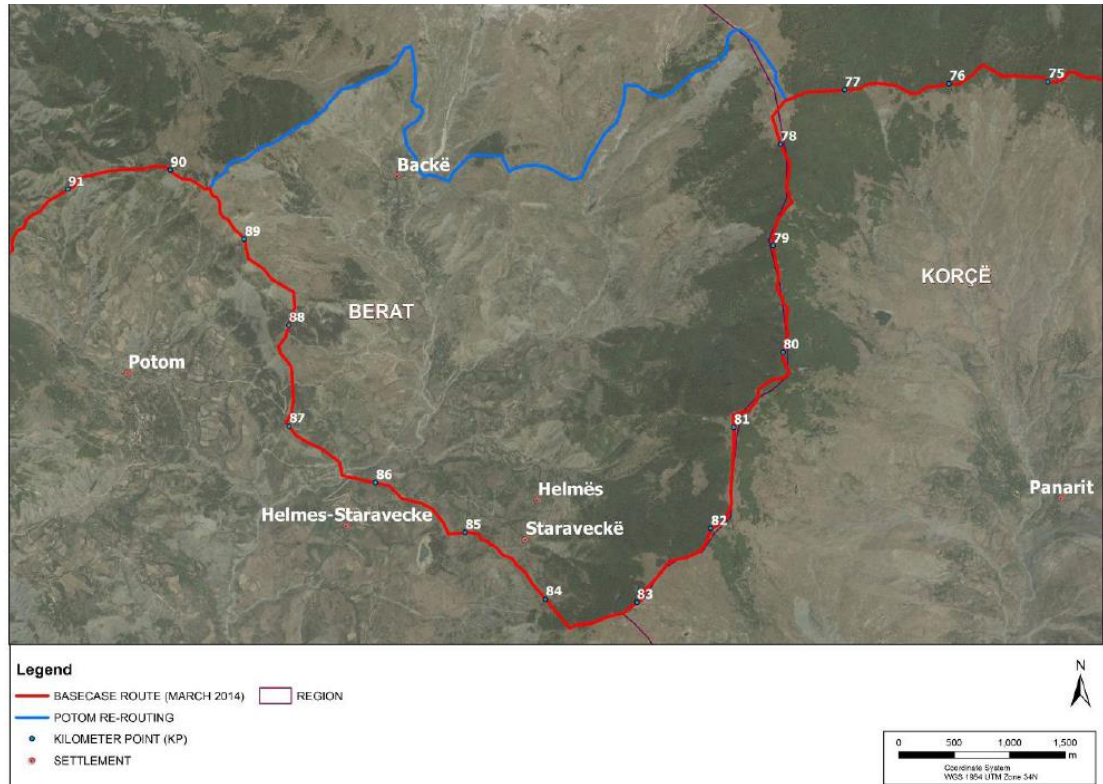 77
76
75
78
90
Backë
91
79
89
KORÇË
BERAT
88
80
Potom
87
81
86
Helmës
Panarit
Helmes-Staravecke
85
Staraveckë
82
84
83
Legend
BASECASE ROUTE (MARCH 2014)
REGION
POTOM RE-ROUTING
KILOMETER POINT (KP)
SETTLEMENT
N
0 500 1,000 1,500
m
Coordinate System
WGS 1984 UTM Zone 34N